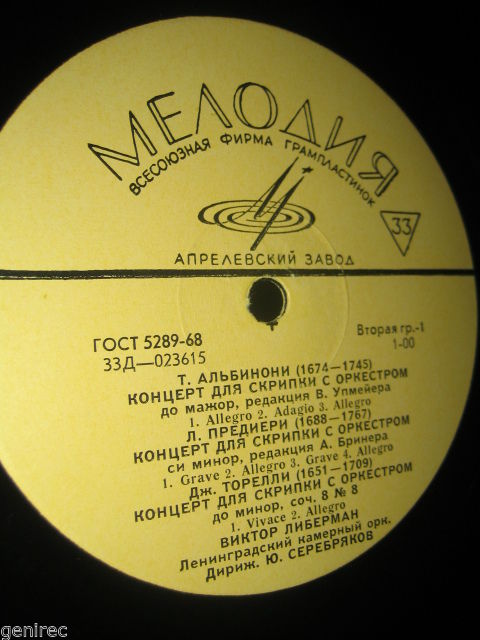 МЕЛОДИЯ
ВСЕСОЮЗНАЯ ФИРМА ГРАМПЛАСТИНОК
33
АПРЕЛЕВСКИЙ ЗАВОД
ГОСТ 5289-68
Вторая гр.-1
33Д—023615
1-00
Т. АЛЬБИНОНИ (1674—1745)
КОНЦЕРТ ДЛЯ СКРИПКИ С ОРКЕСТРОМ
до мажор, редакция В. Упмейера
1. Allegro 2. Adagio 3. Allegro
Л. ПРЕДИЕРИ (1688—1767)
КОНЦЕРТ ДЛЯ СКРИПКИ С ОРКЕСТРОМ
си минор, редакция А. Бринера
1. Grave 2. Allegro 3. Grave 4. Allegro
Дж. ТОРЕЛЛИ (1651—1709)
КОНЦЕРТ ДЛЯ СКРИПКИ С ОРКЕСТРОМ
до минор, соч. 8 № 8
1. Vivace 2. Allegro
ВИКТОР ЛИБЕРМАН
Ленинградский камерный орк.
Дириж. Ю. СЕРЕБРЯКОВ
genirec